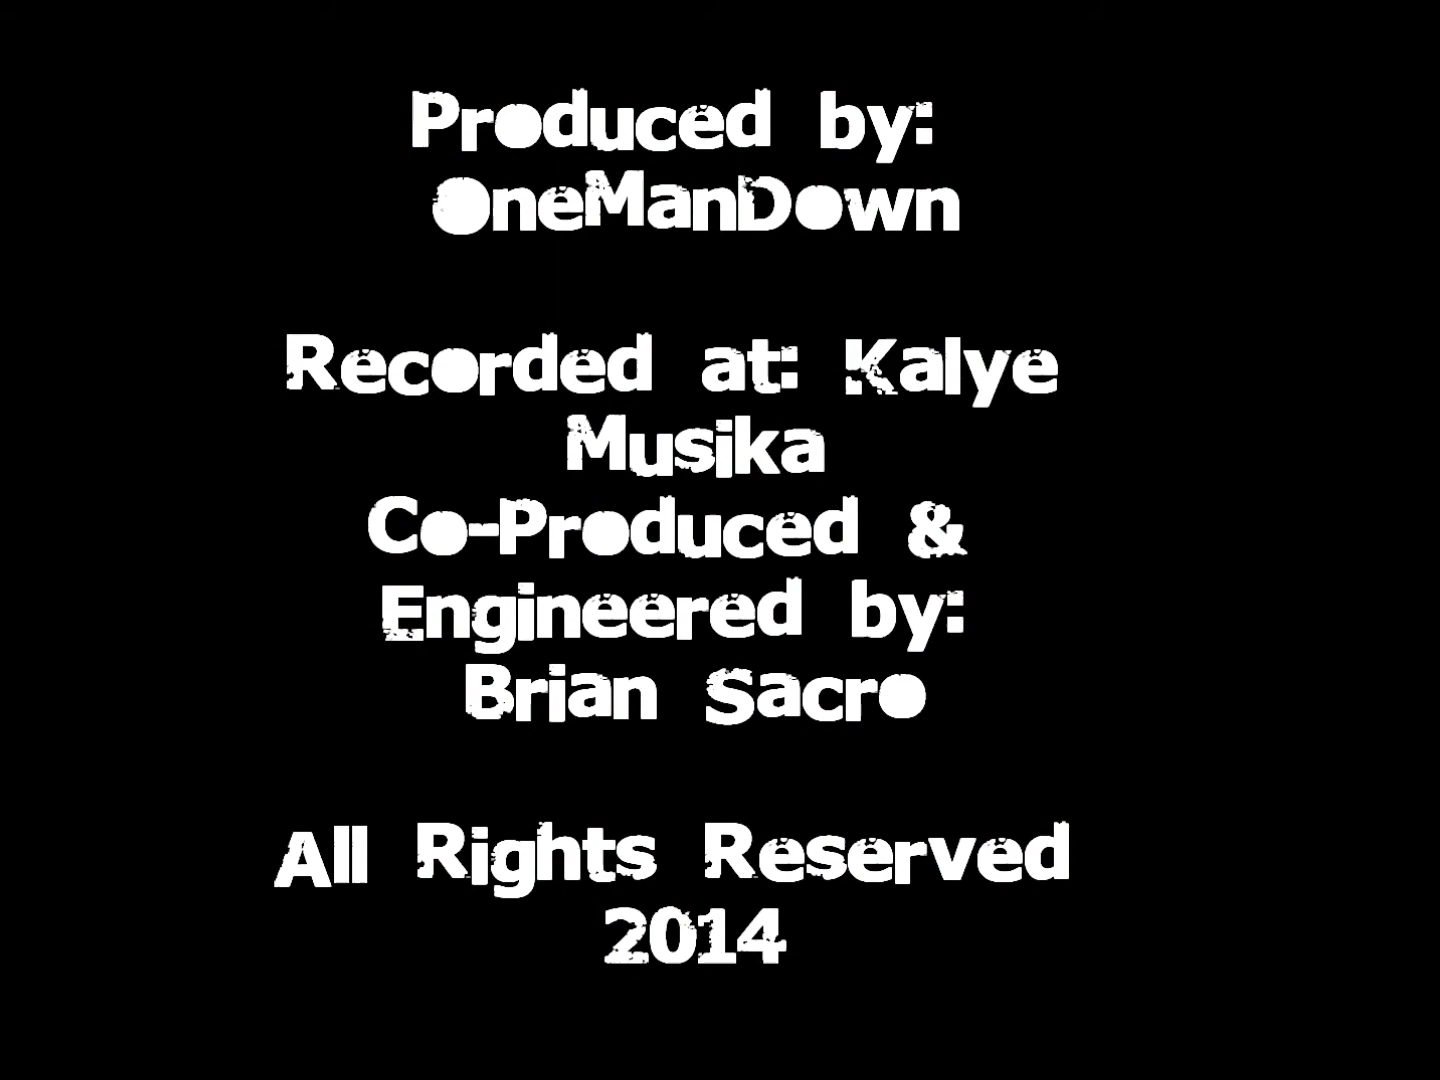 Produced by:
OneManDown
Recorded at: Kalye
Musika
Co-Produced &
Engineered by:
Brian Sacro
All Rights Reserved
2014